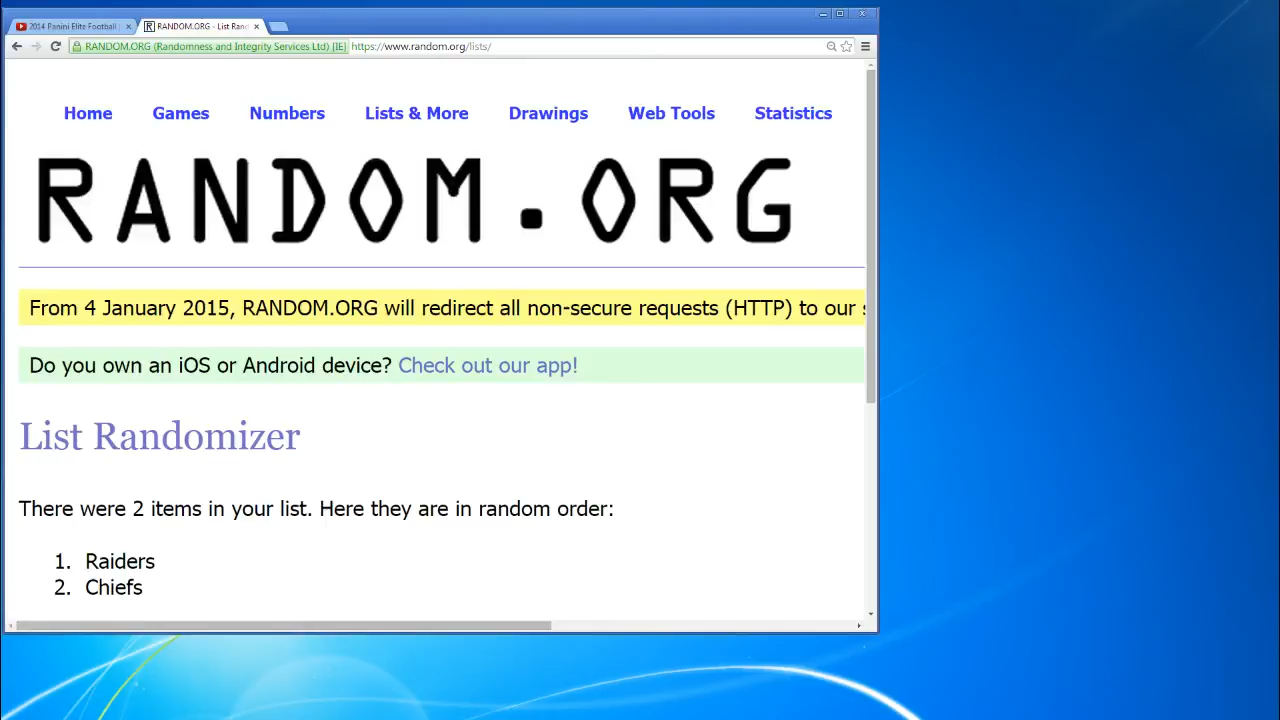 2014 Panini Elite Football
RANDOM.ORG - List Ran
RANDOM.ORG (Randomness and Integrity Services Ltd) [IE] https://www.random.org/lists/
Home Games Numbers Lists & More Drawings Web Tools Statistics
RANDOM.ORG
From 4 January 2015, RANDOM.ORG will redirect all non-secure requests (HTTP) to our s
Do you own an iOS or Android device? Check out our app!
List Randomizer
There were 2 items in your list. Here they are in random order:
1. Raiders
2. Chiefs